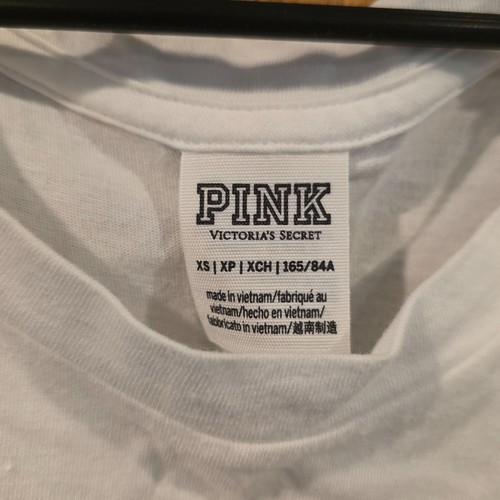 PINK
VICTORIA'S SECRET
XS | XP | XCH | 165/84A
made in vietnam/fabriqué au
vietnam/hecho en vietnam/
fabbricato in vietnam/越南制造